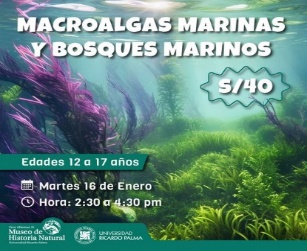 MACROALGAS MARINAS
Y BOSQUES MARINOS
S/40
Edades 12 a 17 años
Martes 16 de Enero
Hora: 2:30 a 4:30 pm
Museo de
Historia Natural
UNIVERSIDAD
RICARDO PALMA